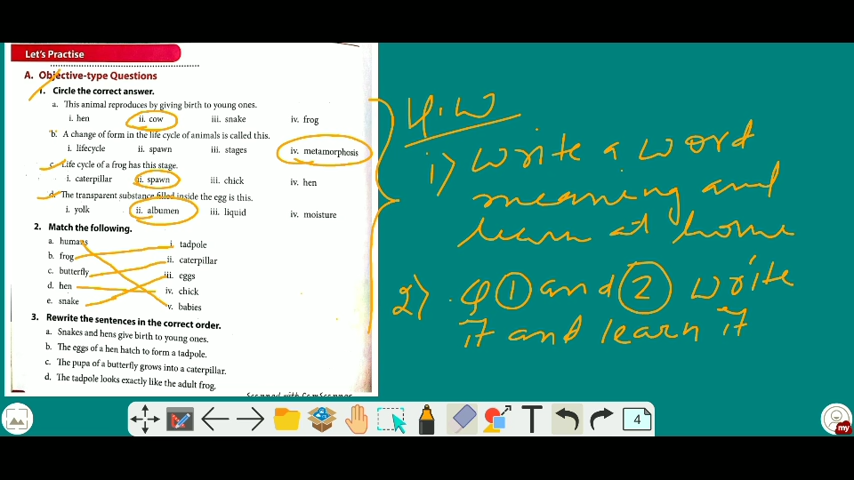 Let's Practise
A. Objective-type Questions
1. Circle the correct answer.
a. This animal reproduces by giving birth to young ones.
i. hen ii. cow iii. snake iv. frog
b. A change of form in the life cycle of animals is called this.
i. lifecycle ii. spawn iii. stages iv. metamorphosis
c. Life cycle of a frog has this stage.
i. caterpillar ii. spawn iii. chick iv. hen
d. The transparent substance filled inside the egg is this.
i. yolk ii. albumen iii. liquid iv. moisture
2. Match the following.
a. humans i. tadpole
b. frog ii. caterpillar
c. butterfly iii. eggs
d. hen iv. chick
e. snake v. babies
3. Rewrite the sentences in the correct order.
a. Snakes and hens give birth to young ones.
b. The eggs of a hen hatch to form a tadpole.
c. The pupa of a butterfly grows into a caterpillar.
d. The tadpole looks exactly like the adult frog.
Scanned with CamScanner
H.W
1) Write a word
meaning and
learn at home
2) Q 1 and 2 write
it and learn it
T
4
my